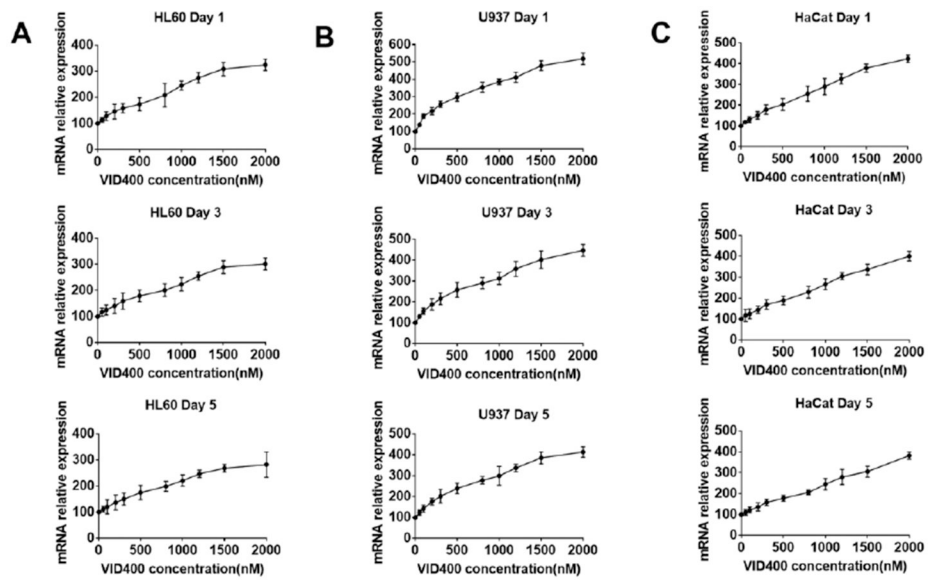 A
HL60 Day 1
mRNA relative expression
400
300
200
100
0
0 500 1000 1500 2000
VID400 concentration(nM)
HL60 Day 3
mRNA relative expression
400
300
200
100
0
0 500 1000 1500 2000
VID400 concentration(nM)
HL60 Day 5
mRNA relative expression
400
300
200
100
0
0 500 1000 1500 2000
VID400 concentration(nM)
B
U937 Day 1
mRNA relative expression
600
500
400
300
200
100
0
0 500 1000 1500 2000
VID400 concentration(nM)
U937 Day 3
mRNA relative expression
500
400
300
200
100
0
0 500 1000 1500 2000
VID400 concentration(nM)
U937 Day 5
mRNA relative expression
500
400
300
200
100
0
0 500 1000 1500 2000
VID400 concentration(nM)
C
HaCat Day 1
mRNA relative expression
500
400
300
200
100
0
0 500 1000 1500 2000
VID400 concentration(nM)
HaCat Day 3
mRNA relative expression
500
400
300
200
100
0
0 500 1000 1500 2000
VID400 concentration(nM)
HaCat Day 5
mRNA relative expression
500
400
300
200
100
0
0 500 1000 1500 2000
VID400 concentration(nM)